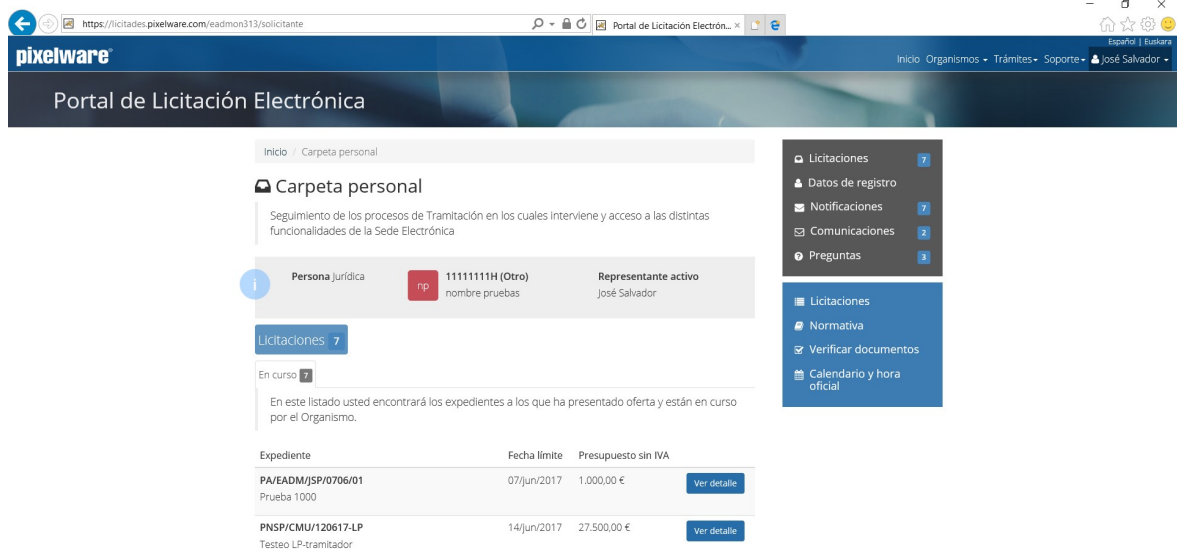 https://licitades.pixelware.com/eadmon313/solicitante
Portal de Licitación Electrón...
Español | Euskara
pixelware
Inicio Organismos Trámites Soporte José Salvador
Portal de Licitación Electrónica
Inicio / Carpeta personal
Carpeta personal
Seguimiento de los procesos de Tramitación en los cuales interviene y acceso a las distintas
funcionalidades de la Sede Electrónica
i
Persona Jurídica
np
11111111H (Otro)
nombre pruebas
Representante activo
José Salvador
Licitaciones 7
En curso 7
En este listado usted encontrará los expedientes a los que ha presentado oferta y están en curso
por el Organismo.
Expediente Fecha límite Presupuesto sin IVA
PA/EADM/JSP/0706/01 07/jun/2017 1.000,00 € Ver detalle
Prueba 1000
PNSP/CMU/120617-LP 14/jun/2017 27.500,00 € Ver detalle
Testeo LP-tramitador
Licitaciones 7
Datos de registro
Notificaciones 7
Comunicaciones 2
Preguntas 3
Licitaciones
Normativa
Verificar documentos
Calendario y hora
oficial